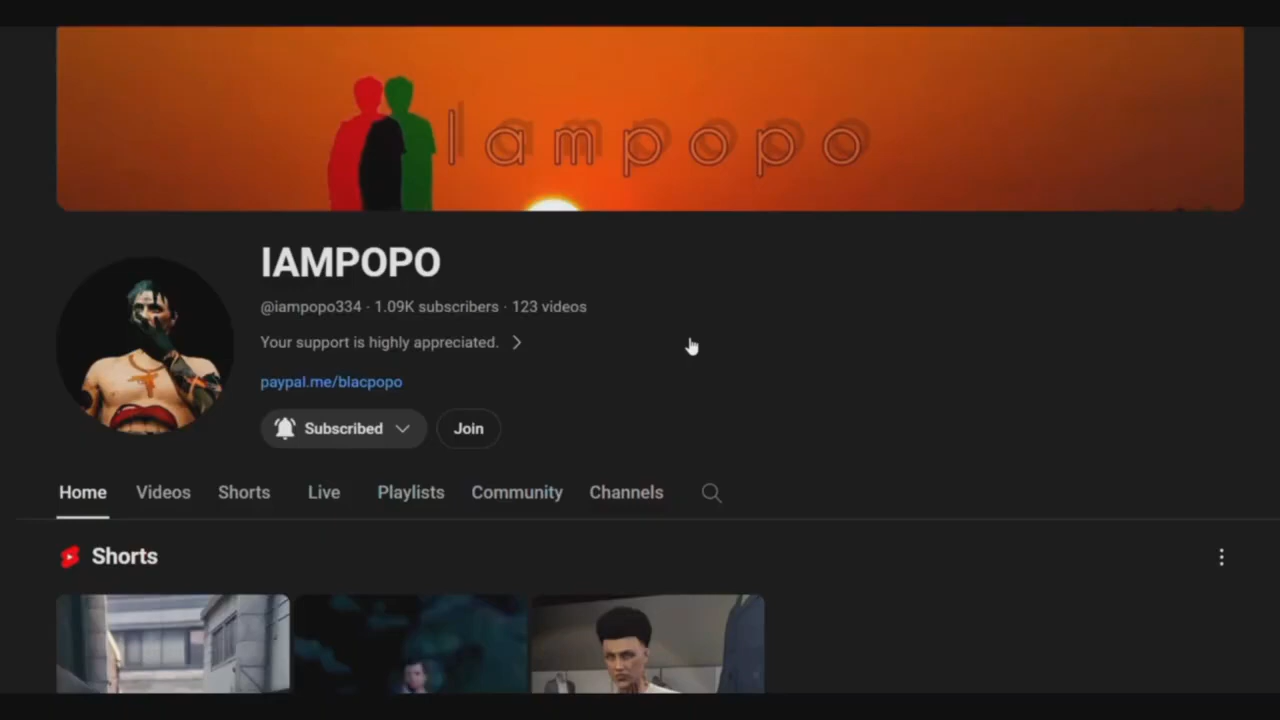 Iampopo
IAMPOPO
@iampopo334 · 1.09K subscribers · 123 videos
Your support is highly appreciated.
paypal.me/blacpopo
Subscribed
Join
Home Videos Shorts Live Playlists Community Channels
Shorts